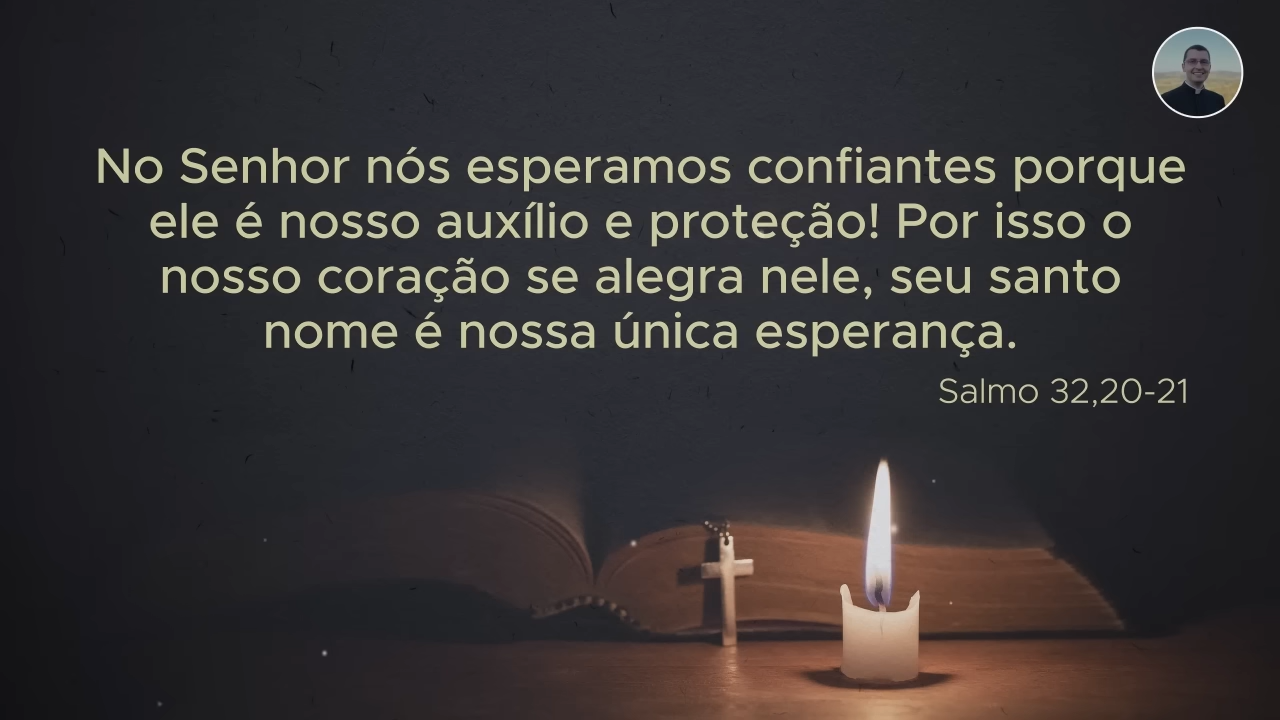 No Senhor nós esperamos confiantes porque
ele é nosso auxílio e proteção! Por isso o
nosso coração se alegra nele, seu santo
nome é nossa única esperança.
Salmo 32,20-21